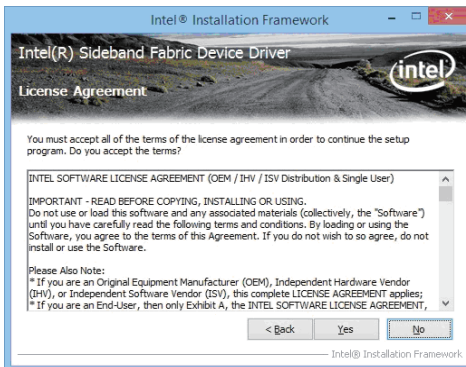 Intel® Installation Framework
Intel(R) Sideband Fabric Device Driver
intel
License Agreement
You must accept all of the terms of the license agreement in order to continue the setup
program. Do you accept the terms?
INTEL SOFTWARE LICENSE AGREEMENT (OEM / IHV / ISV Distribution & Single User)
IMPORTANT - READ BEFORE COPYING, INSTALLING OR USING.
Do not use or load this software and any associated materials (collectively, the "Software")
until you have carefully read the following terms and conditions. By loading or using the
Software, you agree to the terms of this Agreement. If you do not wish to so agree, do not
install or use the Software.
Please Also Note:
* If you are an Original Equipment Manufacturer (OEM), Independent Hardware Vendor
(IHV), or Independent Software Vendor (ISV), this complete LICENSE AGREEMENT applies;
* If you are an End-User, then only Exhibit A, the INTEL SOFTWARE LICENSE AGREEMENT,
< Back Yes No
Intel® Installation Framework